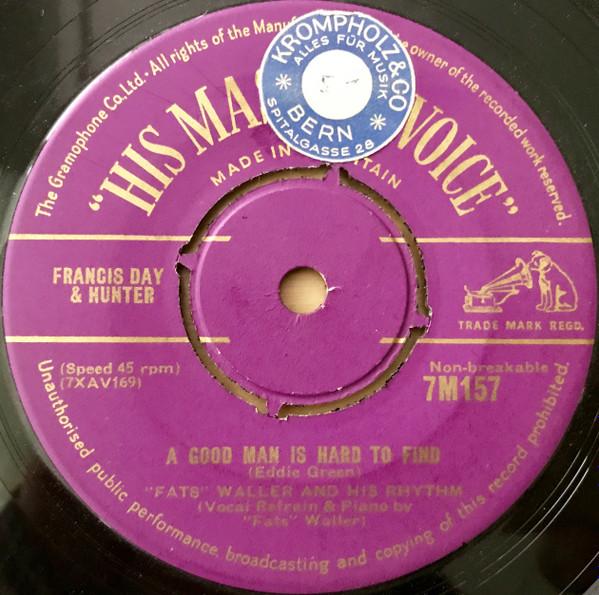 The Gramophone Co., Ltd. · All rights of the Manuf owner of the recorded work reserved.
KROMPHOLZ & CO
ALLES FÜR MUSIK
BERN
SPITALGASSE 28
"HIS MAS VOICE"
MADE IN TAIN
FRANCIS DAY
& HUNTER
TRADE MARK REGD.
(Speed 45 rpm)
(7XAV169)
Non-breakable
7M157
A GOOD MAN IS HARD TO FIND
(Eddie Green)
"FATS" WALLER AND HIS RHYTHM
(Vocal Refrain & Piano by
"Fats" Waller)
Unauthorised public performance, broadcasting and copying of this record prohibited.